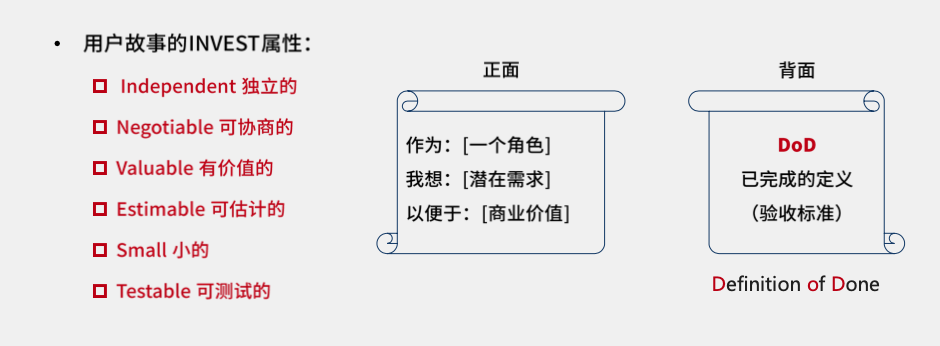 • 用户故事的INVEST属性：
Independent 独立的
Negotiable 可协商的
Valuable 有价值的
Estimable 可估计的
Small 小的
Testable 可测试的
正面
作为：[一个角色]
我想：[潜在需求]
以便于：[商业价值]
背面
DoD
已完成的定义
（验收标准）
Definition of Done